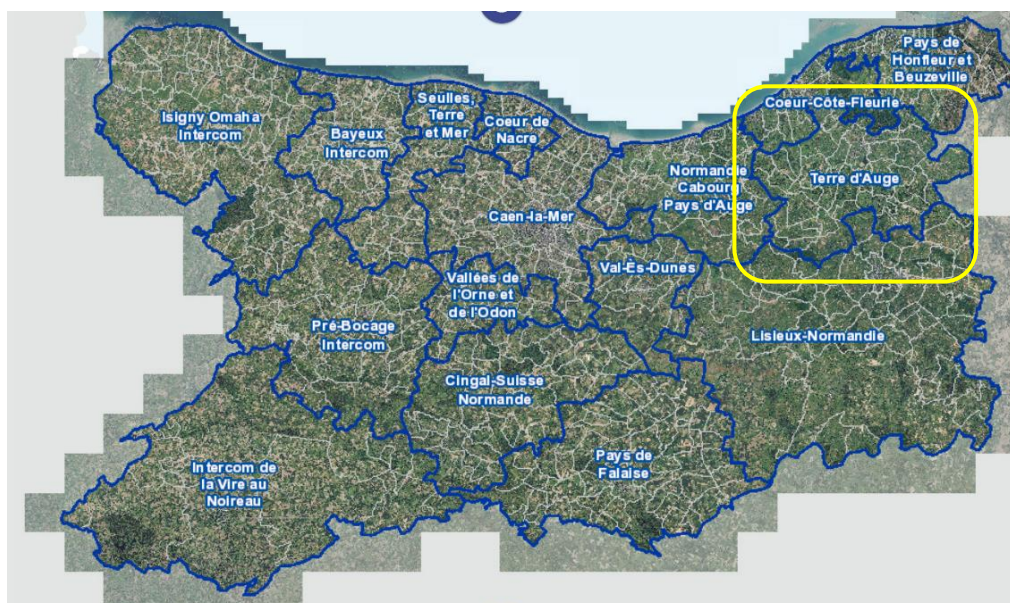 Pays de
Honfleur et
Beuzeville
Coeur-Côte-Fleurie
Seulles,
Terre
et Mer
Coeur de
Nacre
Isigny Omaha
Intercom
Bayeux
Intercom
Normandie
Cabourg
Pays d'Auge
Terre d'Auge
Caen-la-Mer
Val-Ès-Dunes
Vallées de
l'Orne et
de l'Odon
Pré-Bocage
Intercom
Lisieux-Normandie
Cingal-Suisse
Normande
Pays de
Falaise
Intercom de
la Vire au
Noireau